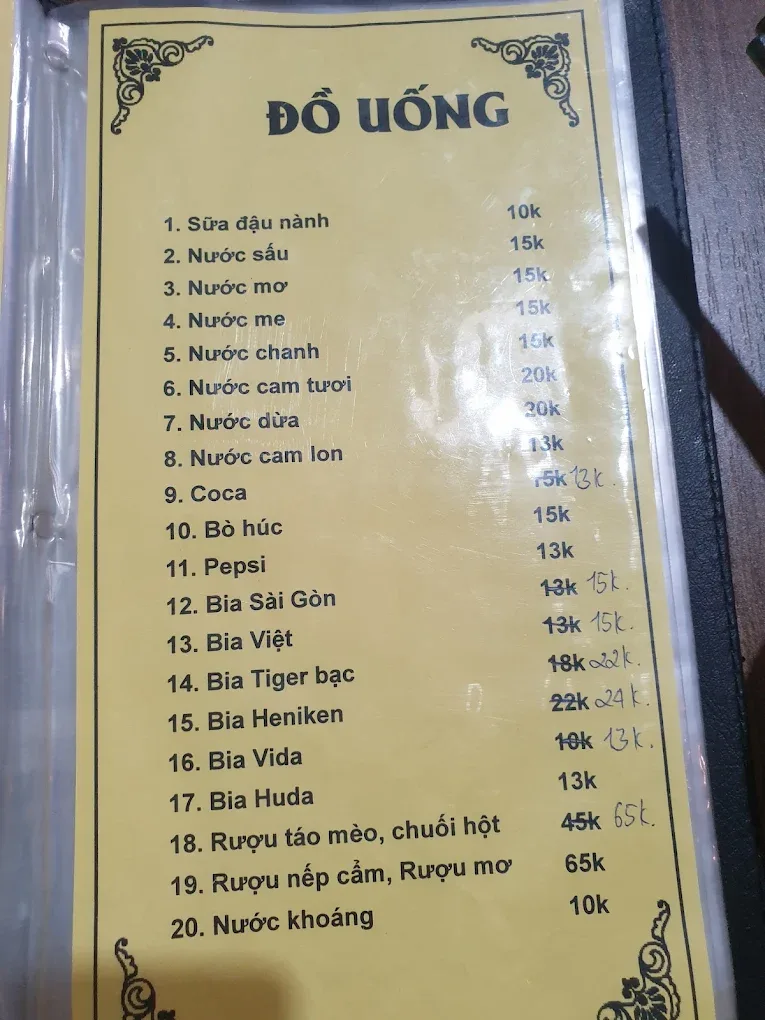 ĐỒ UỐNG
1. Sữa đậu nành 10k
2. Nước sấu 15k
3. Nước mơ 15k
4. Nước me 15k
5. Nước chanh 15k
6. Nước cam tươi 20k
7. Nước dừa 20k
8. Nước cam lon 13k
9. Coca 15k 13k.
10. Bò húc 15k
11. Pepsi 13k
12. Bia Sài Gòn 13k 15k.
13. Bia Việt 13k 15k.
14. Bia Tiger bạc 18k 22k.
15. Bia Heniken 22k 24k.
16. Bia Vida 10k 13k.
17. Bia Huda 13k
18. Rượu táo mèo, chuối hột 45k 65k.
19. Rượu nếp cẩm, Rượu mơ 65k
20. Nước khoáng 10k